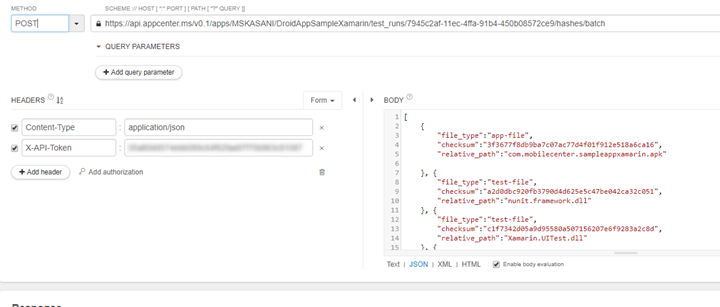 METHOD
SCHEME :// HOST [ ":" PORT ] [ PATH [ "?" QUERY ]]
POST
https://api.appcenter.ms/v0.1/apps/MSKASANI/DroidAppSampleXamarin/test_runs/7945c2af-11ec-4ffa-91b4-450b08572ce9/hashes/batch
QUERY PARAMETERS
+ Add query parameter
HEADERS
Form
Content-Type : application/json
X-API-Token :
+ Add header
Add authorization
BODY
1 [
2 {
3 "file_type":"app-file",
4 "checksum":"3f3677f8db9ba7c07ac77d4f01f912e518a6ca16",
5 "relative_path":"com.mobilecenter.sampleappxamarin.apk"
6
7 }, {
8 "file_type":"test-file",
9 "checksum":"a2d0dbc920fb3790d4d625e5c47be042ca32c051",
10 "relative_path":"nunit.framework.dll"
11 }, {
12 "file_type":"test-file",
13 "checksum":"c1f7342d05a9d95580a507156207e6f9283a2c8d",
14 "relative_path":"Xamarin.UITest.dll"
15 }, {
Text | JSON | XML | HTML
Enable body evaluation